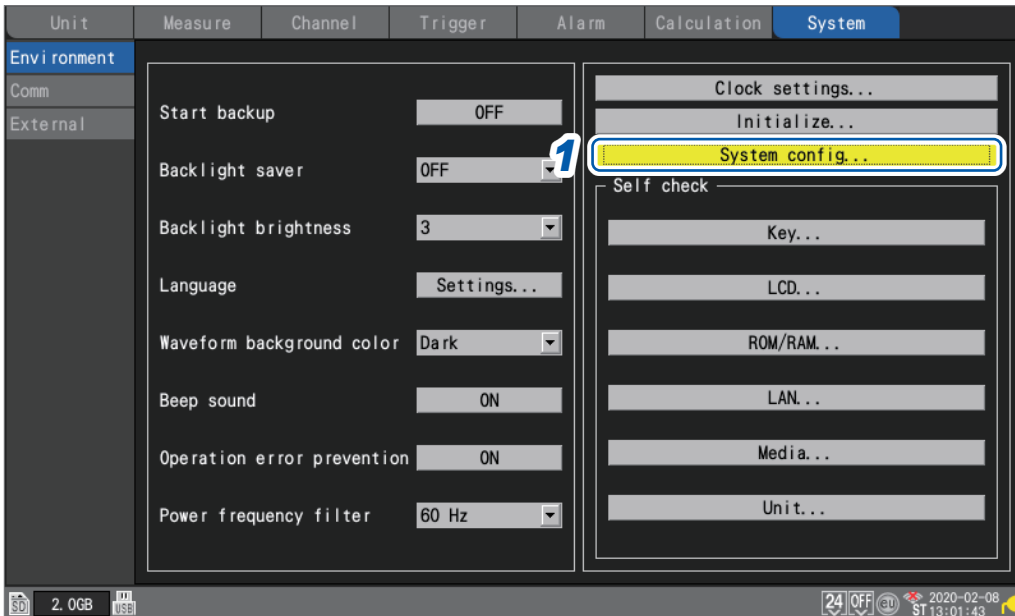 Unit Measure Channel Trigger Alarm Calculation System
Environment
Comm
External
Start backup OFF
Backlight saver OFF
Backlight brightness 3
Language Settings...
Waveform background color Dark
Beep sound ON
Operation error prevention ON
Power frequency filter 60 Hz
Clock settings...
Initialize...
1 System config...
Self check
Key...
LCD...
ROM/RAM...
LAN...
Media...
Unit...
SD 2.0GB USB
24 OFF eu 2020-02-08
ST 13:01:43